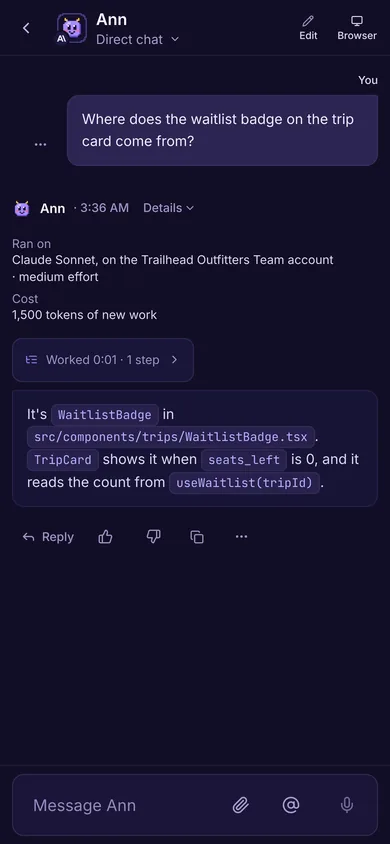 Ann
Direct chat
Edit
Browser
You
Where does the waitlist badge on the trip
card come from?
Ann · 3:36 AM Details
Ran on
Claude Sonnet, on the Trailhead Outfitters Team account
· medium effort
Cost
1,500 tokens of new work
Worked 0:01 · 1 step
It's WaitlistBadge in
src/components/trips/WaitlistBadge.tsx.
TripCard shows it when seats_left is 0, and it
reads the count from useWaitlist(tripId).
Reply
Message Ann